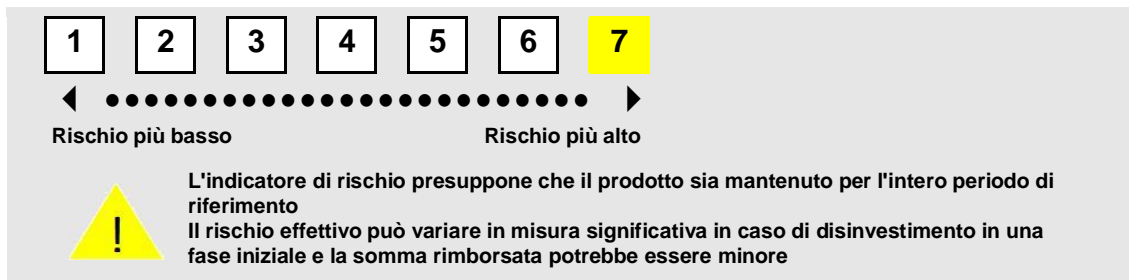 1 2 3 4 5 6 7
Rischio più basso Rischio più alto
L'indicatore di rischio presuppone che il prodotto sia mantenuto per l'intero periodo di
riferimento
Il rischio effettivo può variare in misura significativa in caso di disinvestimento in una
fase iniziale e la somma rimborsata potrebbe essere minore
!